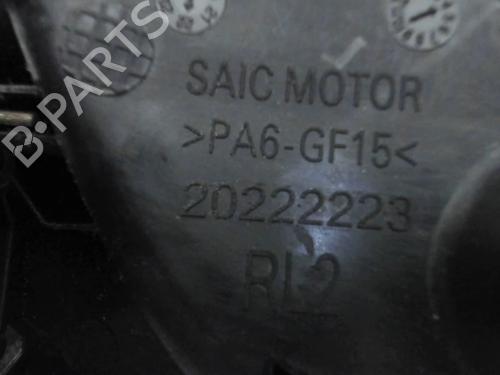 B-PARTS
SAIC MOTOR
>PA6-GF15<
20222223
RL2